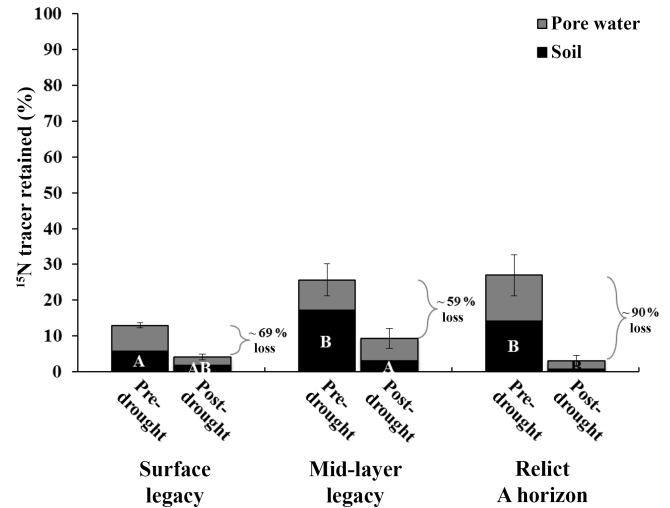 100
90
80
70
60
50
40
30
20
10
0
¹⁵N tracer retained (%)
Pore water
Soil
A
AB
B
A
B
B
~69%
loss
~59%
loss
~90%
loss
Pre-
drought
Post-
drought
Pre-
drought
Post-
drought
Pre-
drought
Post-
drought
Surface
legacy
Mid-layer
legacy
Relict
A horizon